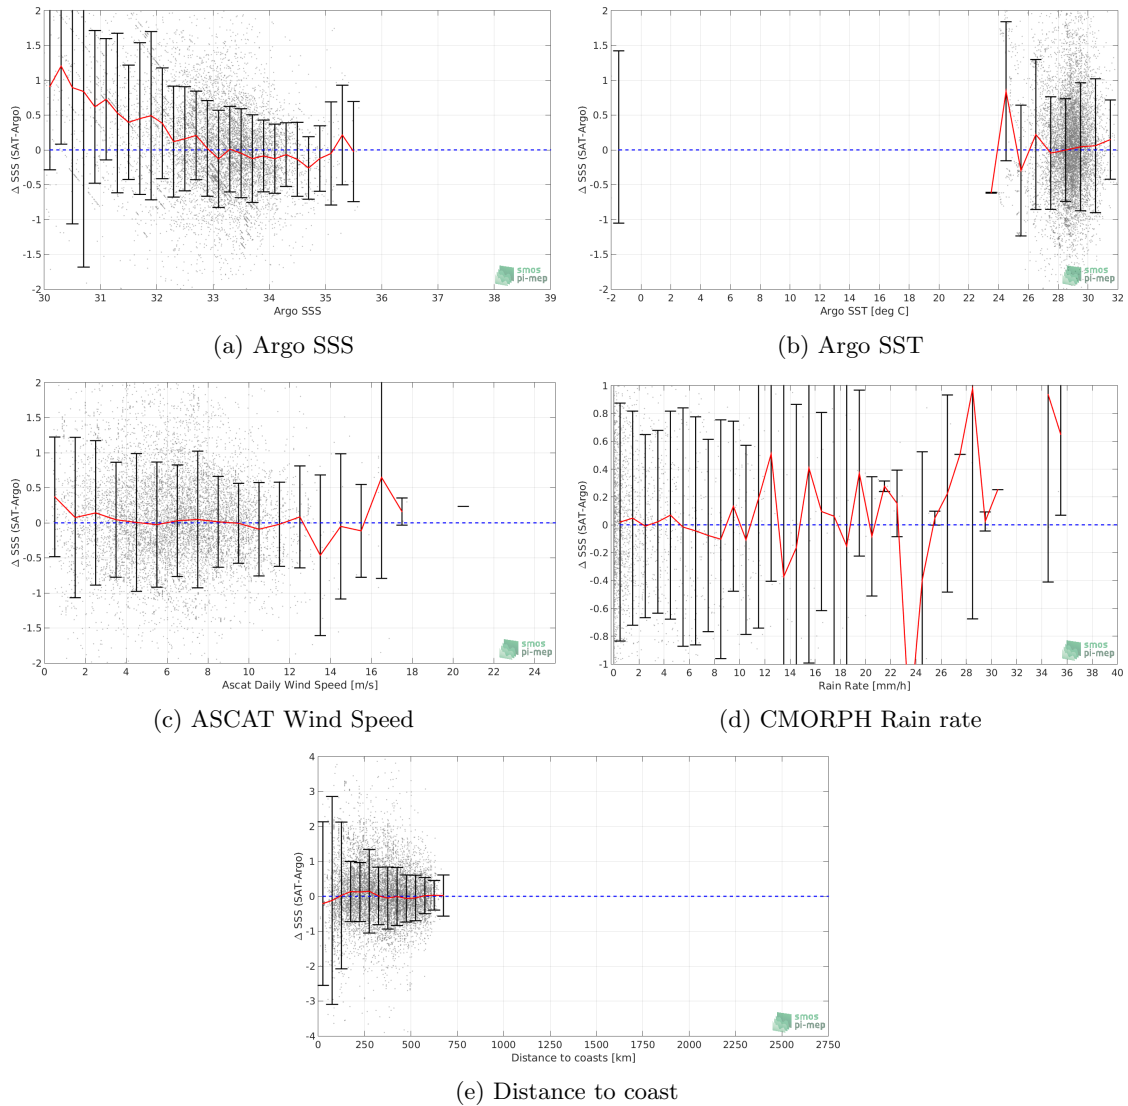 2
1.5
1
0.5
0
-0.5
-1
-1.5
-2
Δ SSS (SAT-Argo)
30 31 32 33 34 35 36 37 38 39
Argo SSS
smos
pi-mep
(a) Argo SSS
2
1.5
1
0.5
0
-0.5
-1
-1.5
-2
Δ SSS (SAT-Argo)
-2 0 2 4 6 8 10 12 14 16 18 20 22 24 26 28 30 32
Argo SST [deg C]
smos
pi-mep
(b) Argo SST
2
1.5
1
0.5
0
-0.5
-1
-1.5
-2
Δ SSS (SAT-Argo)
0 2 4 6 8 10 12 14 16 18 20 22 24
Ascat Daily Wind Speed [m/s]
smos
pi-mep
(c) ASCAT Wind Speed
1
0.8
0.6
0.4
0.2
0
-0.2
-0.4
-0.6
-0.8
-1
Δ SSS (SAT-Argo)
0 2 4 6 8 10 12 14 16 18 20 22 24 26 28 30 32 34 36 38 40
Rain Rate [mm/h]
smos
pi-mep
(d) CMORPH Rain rate
4
3
2
1
0
-1
-2
-3
-4
Δ SSS (SAT-Argo)
0 250 500 750 1000 1250 1500 1750 2000 2250 2500 2750
Distance to coasts [km]
smos
pi-mep
(e) Distance to coast